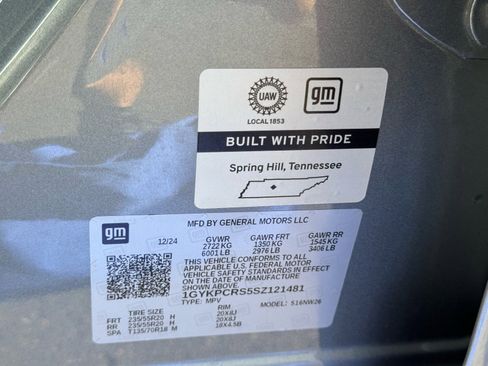 UAW
LOCAL 1853
gm
BUILT WITH PRIDE
Spring Hill, Tennessee
gm
MFD BY GENERAL MOTORS LLC
12/24 GVWR GAWR FRT GAWR RR
2722 KG 1350 KG 1545 KG
6001 LB 2976 LB 3406 LB
THIS VEHICLE CONFORMS TO ALL
APPLICABLE U.S. FEDERAL MOTOR
VEHICLE SAFETY STANDARDS IN EFFECT
ON THE DATE OF MANUFACTURE
SHOWN ABOVE
1GYKPCRS5SZ121481
TYPE: MPV MODEL: 516NW26
TIRE SIZE RIM
FRT 235/55R20 H 20X8J
RR 235/55R20 H 20X8J
SPA T135/70R18 M 18X4.5B